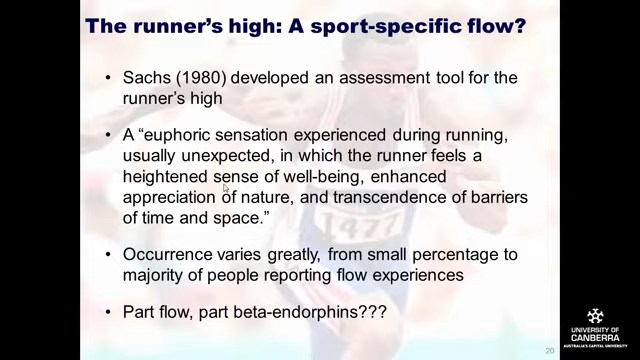 The runner's high: A sport-specific flow?
• Sachs (1980) developed an assessment tool for the
runner's high
• A “euphoric sensation experienced during running,
usually unexpected, in which the runner feels a
heightened sense of well-being, enhanced
appreciation of nature, and transcendence of barriers
of time and space.”
• Occurrence varies greatly, from small percentage to
majority of people reporting flow experiences
• Part flow, part beta-endorphins???
1477
20
UNIVERSITY OF
CANBERRA
AUSTRALIA'S CAPITAL UNIVERSITY